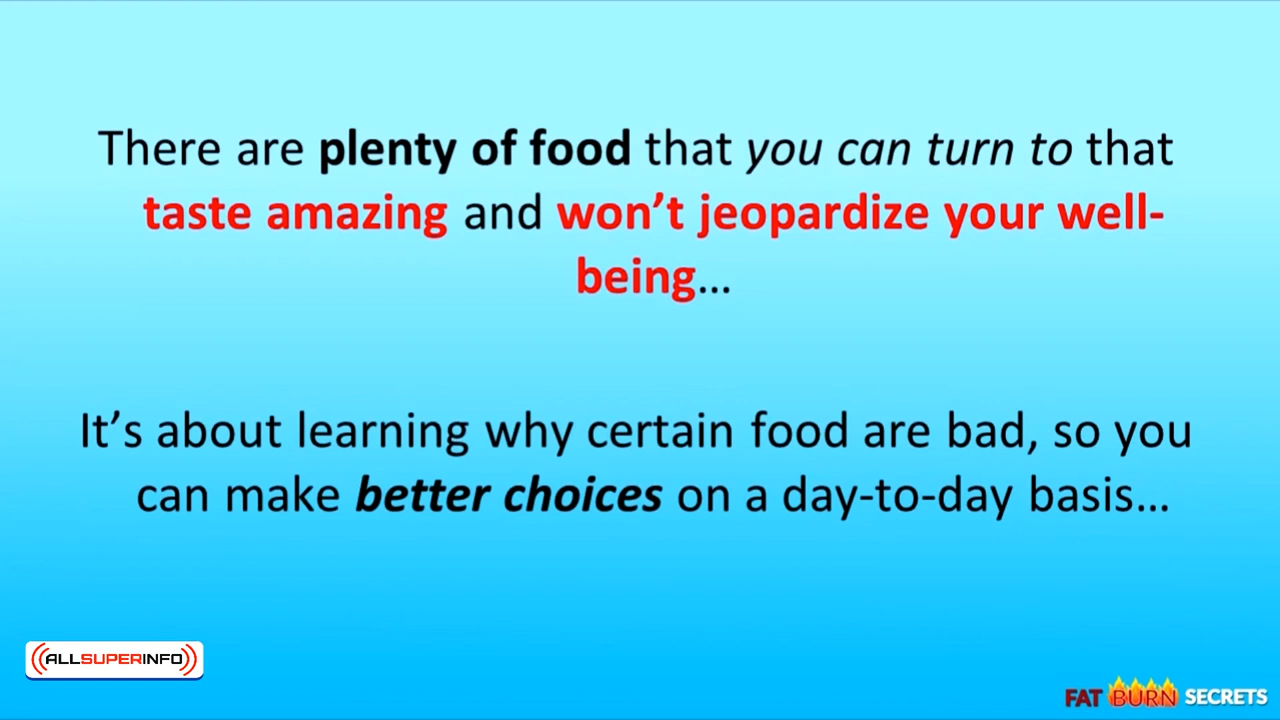 There are plenty of food that you can turn to that
taste amazing and won’t jeopardize your well-
being…
It’s about learning why certain food are bad, so you
can make better choices on a day-to-day basis…
ALLSUPERINFO
FAT BURN SECRETS